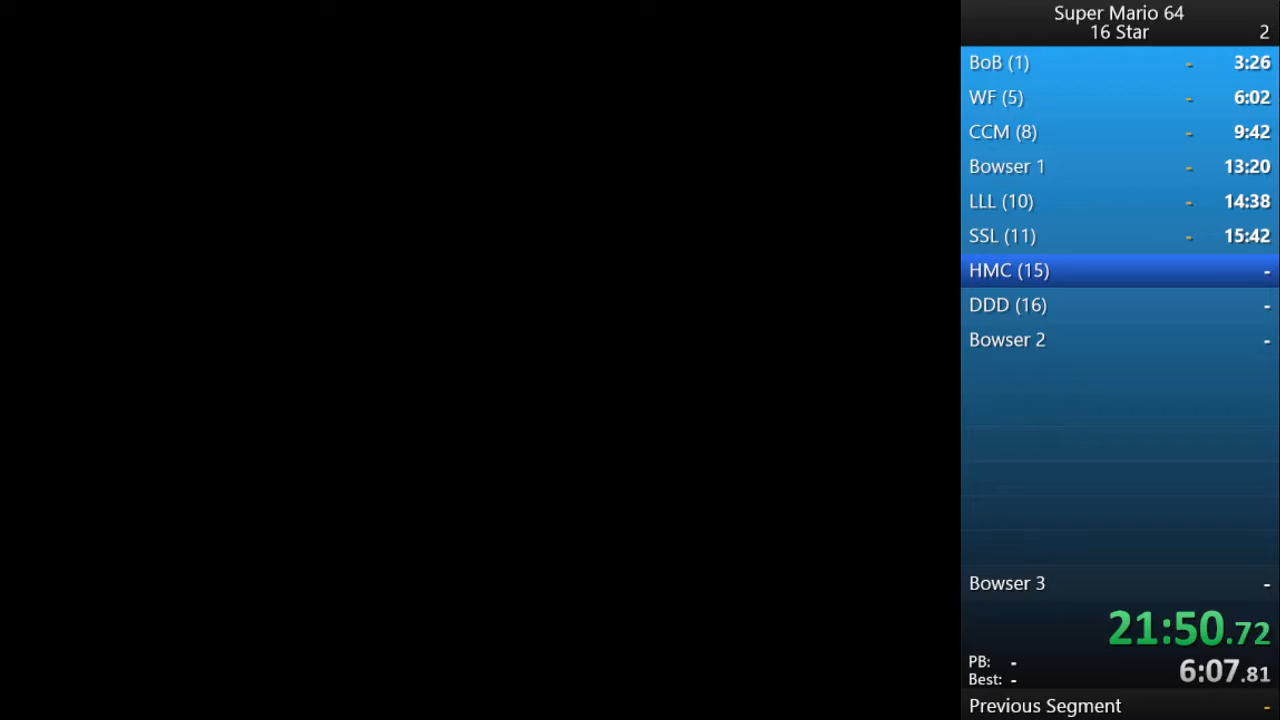 Super Mario 64
16 Star 2
BoB (1) - 3:26
WF (5) - 6:02
CCM (8) - 9:42
Bowser 1 - 13:20
LLL (10) - 14:38
SSL (11) - 15:42
HMC (15) -
DDD (16) -
Bowser 2 -
Bowser 3 -
21:50.72
PB: -
Best: -
6:07.81
Previous Segment -